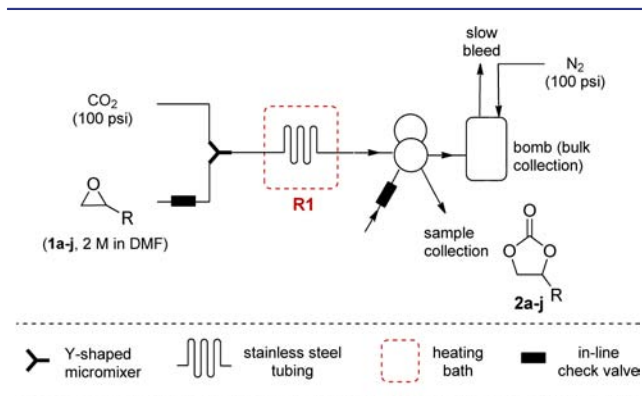 slow
bleed
N₂
(100 psi)
CO₂
(100 psi)
bomb (bulk
collection)
O
R
R1
(1a-j, 2 M in DMF)
sample
collection
O
O
O
R
2a-j
Y-shaped
micromixer
stainless steel
tubing
heating
bath
in-line
check valve